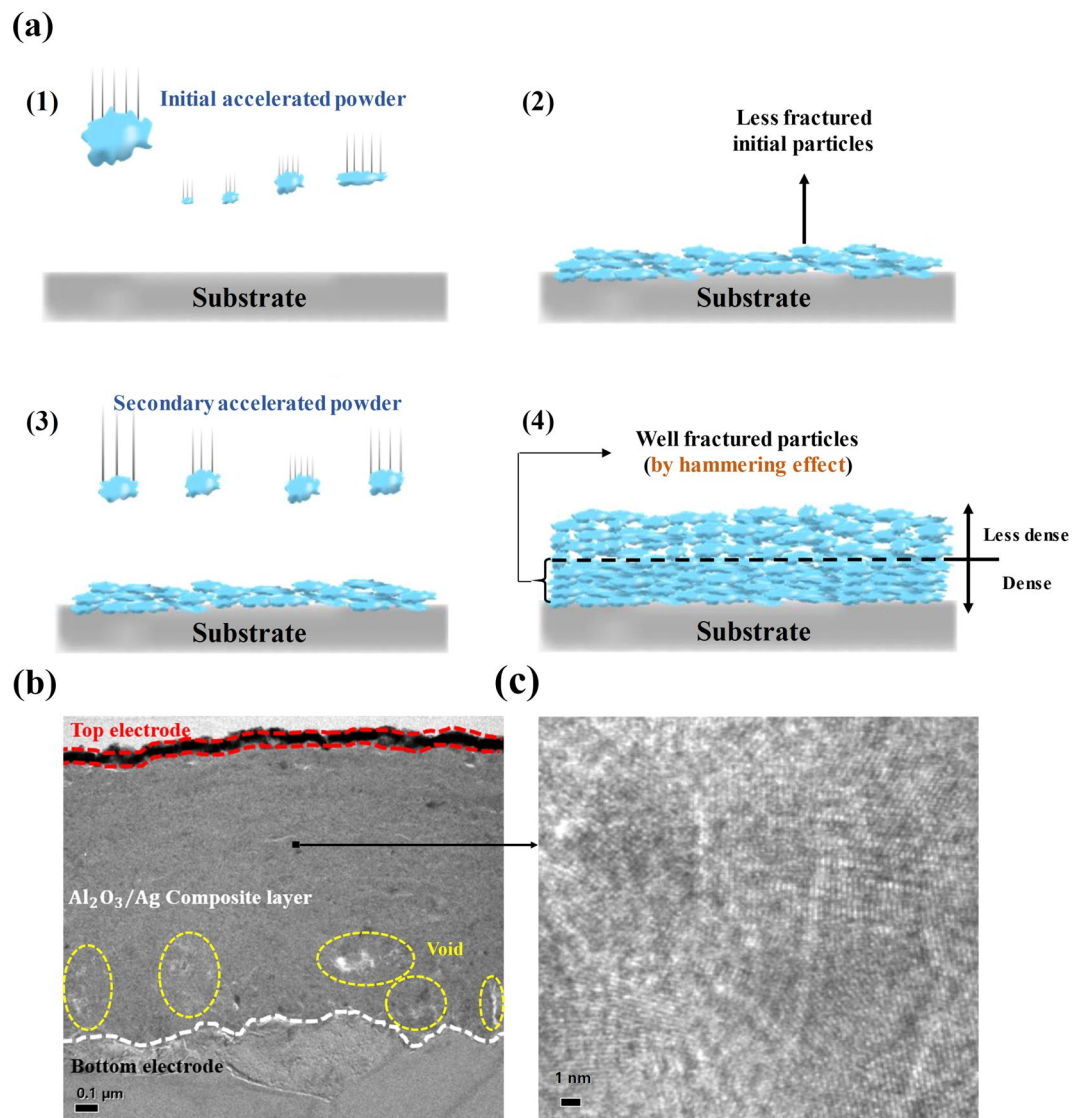 (a)
(1)
Initial accelerated powder
Substrate
(2)
Less fractured
initial particles
Substrate
(3)
Secondary accelerated powder
Substrate
(4)
Well fractured particles
(by hammering effect)
Less dense
Dense
Substrate
(b)
Top electrode
Al₂O₃/Ag Composite layer
Void
Bottom electrode
0.1 μm
(c)
1 nm